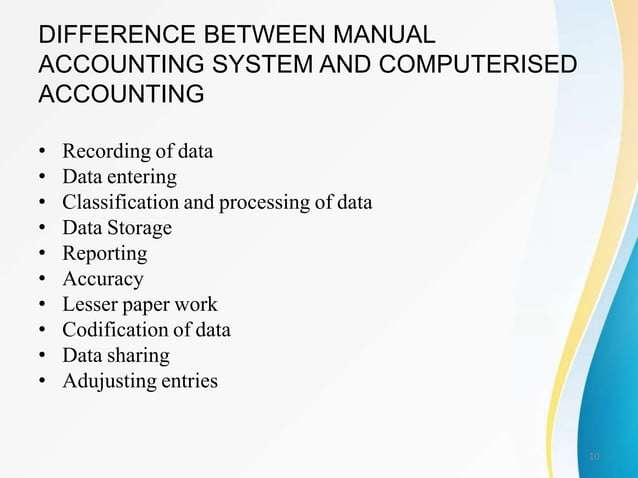 DIFFERENCE BETWEEN MANUAL
ACCOUNTING SYSTEM AND COMPUTERISED
ACCOUNTING
• Recording of data
• Data entering
• Classification and processing of data
• Data Storage
• Reporting
• Accuracy
• Lesser paper work
• Codification of data
• Data sharing
• Adujusting entries
10